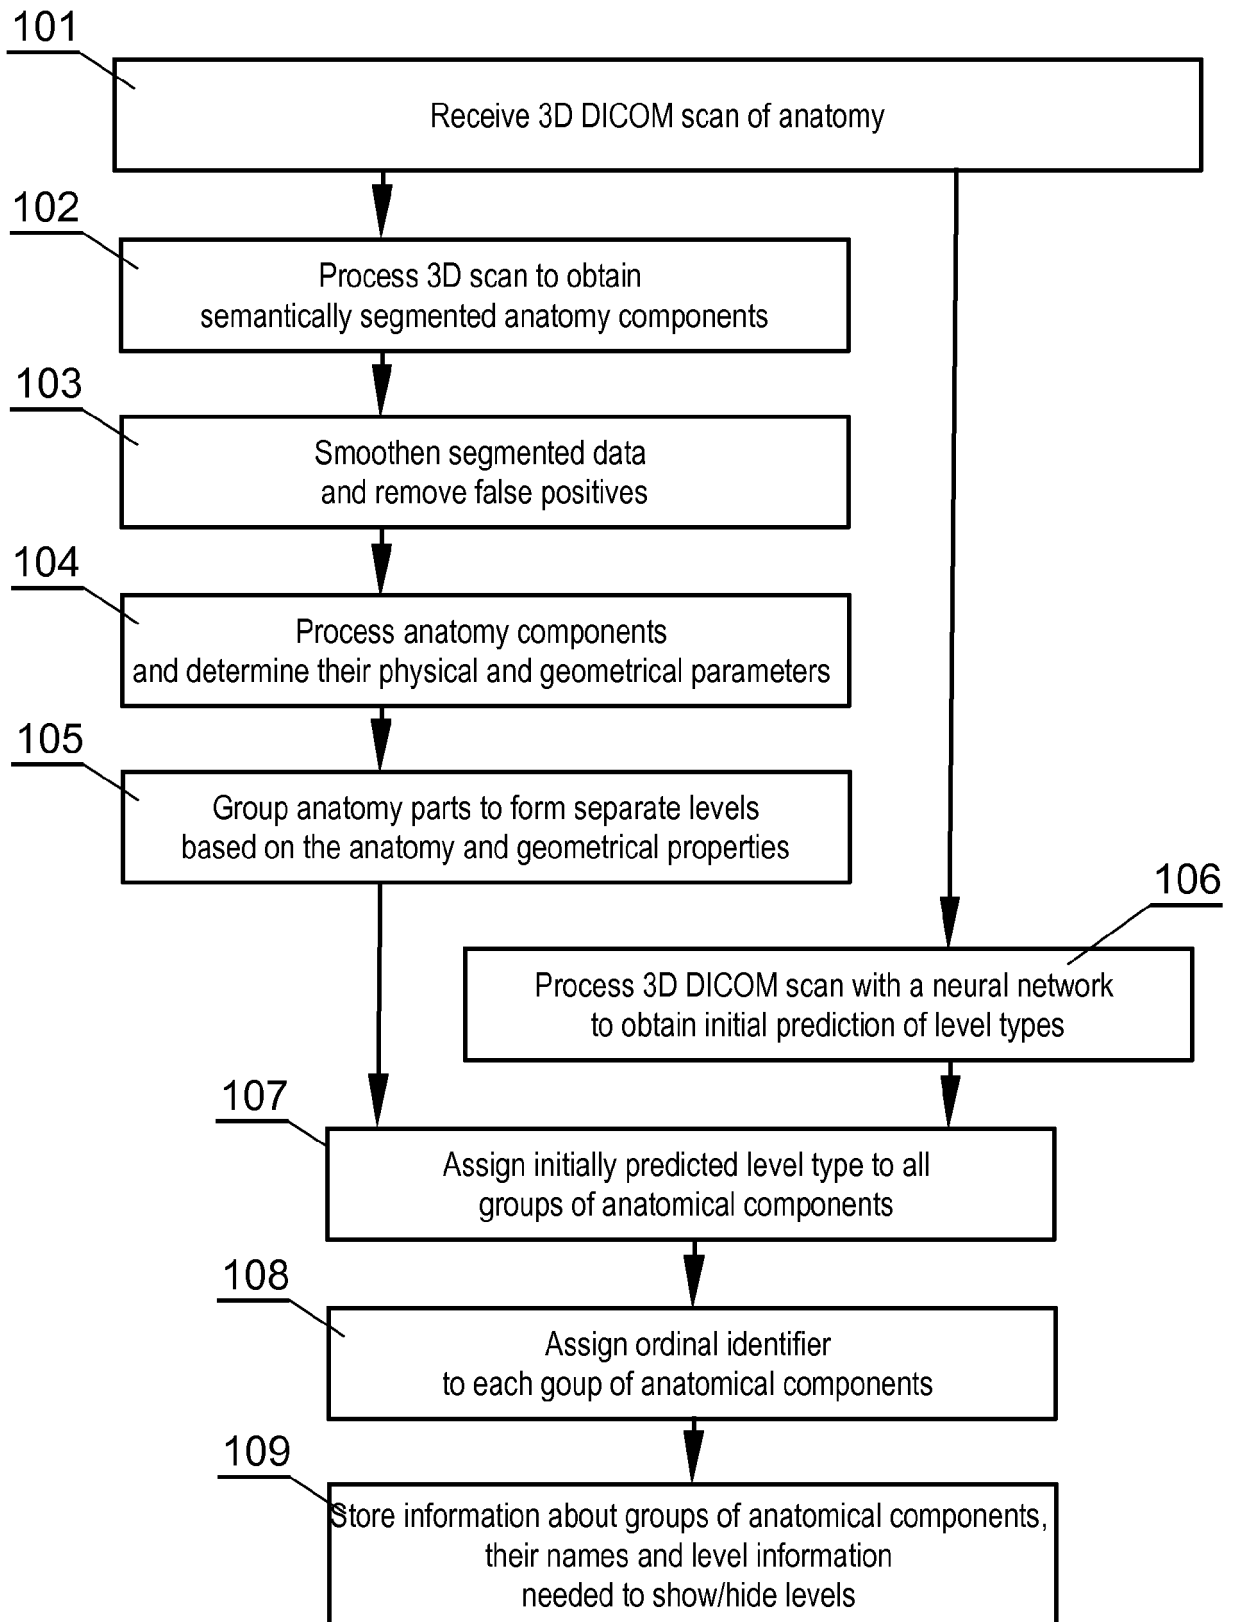 101
Receive 3D DICOM scan of anatomy
102
Process 3D scan to obtain
semantically segmented anatomy components
103
Smoothen segmented data
and remove false positives
104
Process anatomy components
and determine their physical and geometrical parameters
105
Group anatomy parts to form separate levels
based on the anatomy and geometrical properties
106
Process 3D DICOM scan with a neural network
to obtain initial prediction of level types
107
Assign initially predicted level type to all
groups of anatomical components
108
Assign ordinal identifier
to each goup of anatomical components
109
Store information about groups of anatomical components,
their names and level information
needed to show/hide levels